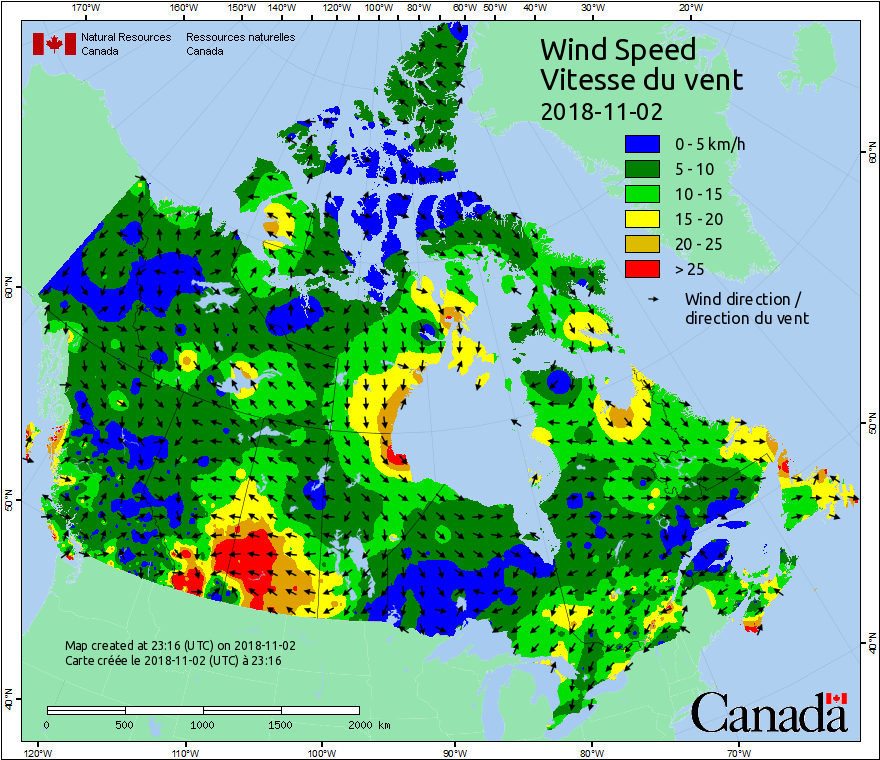 170°W 160°W 150°W 140°W 130°W 120°W 110°W 100°W 90°W 80°W 70°W 60°W 50°W 40°W 30°W 20°W
Natural Resources Ressources naturelles
Canada Canada
Wind Speed
Vitesse du vent
2018-11-02
0 - 5 km/h
5 - 10
10 - 15
15 - 20
20 - 25
> 25
Wind direction /
direction du vent
60°N
60°N
50°N
50°N
40°N
40°N
Map created at 23:16 (UTC) on 2018-11-02
Carte créée le 2018-11-02 (UTC) à 23:16
0 500 1000 1500 2000 km
Canada
120°W 110°W 100°W 90°W 80°W 70°W